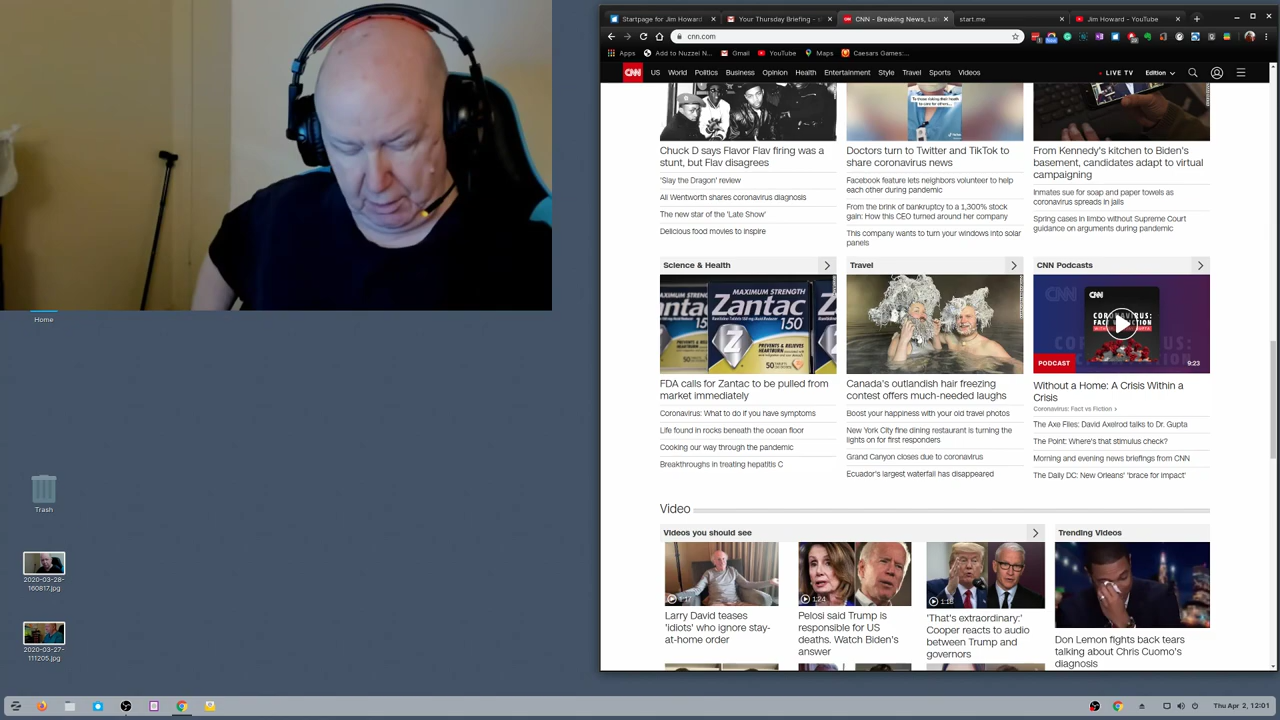 Startpage for Jim Howard
Your Thursday Briefing -
CNN - Breaking News, Lat
start.me
Jim Howard - YouTube
cnn.com
Apps
Add to Nuzzel N...
Gmail
YouTube
Maps
Caesars Games:...
CNN
US World Politics Business Opinion Health Entertainment Style Travel Sports Videos
LIVE TV
Edition
Chuck D says Flavor Flav firing was a
stunt, but Flav disagrees
'Slay the Dragon' review
Ali Wentworth shares coronavirus diagnosis
The new star of the 'Late Show'
Delicious food movies to inspire
Doctors turn to Twitter and TikTok to
share coronavirus news
Facebook feature lets neighbors volunteer to help
each other during pandemic
From the brink of bankruptcy to a 1,300% stock
gain: How this CEO turned around her company
This company wants to turn your windows into solar
panels
From Kennedy's kitchen to Biden's
basement, candidates adapt to virtual
campaigning
Inmates sue for soap and paper towels as
coronavirus spreads in jails
Spring cases in limbo without Supreme Court
guidance on arguments during pandemic
Science & Health
MAXIMUM STRENGTH
Zantac
150
PREVENTS & RELIEVES
HEARTBURN
50
FDA calls for Zantac to be pulled from
market immediately
Coronavirus: What to do if you have symptoms
Life found in rocks beneath the ocean floor
Cooking our way through the pandemic
Breakthroughs in treating hepatitis C
Travel
Canada's outlandish hair freezing
contest offers much-needed laughs
Boost your happiness with your old travel photos
New York City fine dining restaurant is turning the
lights on for first responders
Grand Canyon closes due to coronavirus
Ecuador's largest waterfall has disappeared
CNN Podcasts
CNN
PODCAST
9:23
Without a Home: A Crisis Within a
Crisis
Coronavirus: Fact vs Fiction
The Axe Files: David Axelrod talks to Dr. Gupta
The Point: Where's that stimulus check?
Morning and evening news briefings from CNN
The Daily DC: New Orleans' 'brace for impact'
Video
Videos you should see
Larry David teases
'idiots' who ignore stay-
at-home order
1:24
Pelosi said Trump is
responsible for US
deaths. Watch Biden's
answer
'That's extraordinary:'
Cooper reacts to audio
between Trump and
governors
Trending Videos
Don Lemon fights back tears
talking about Chris Cuomo's
diagnosis
Home
Trash
2020-03-28-
160817.jpg
2020-03-27-
111205.jpg
Thu Apr 2, 12:01